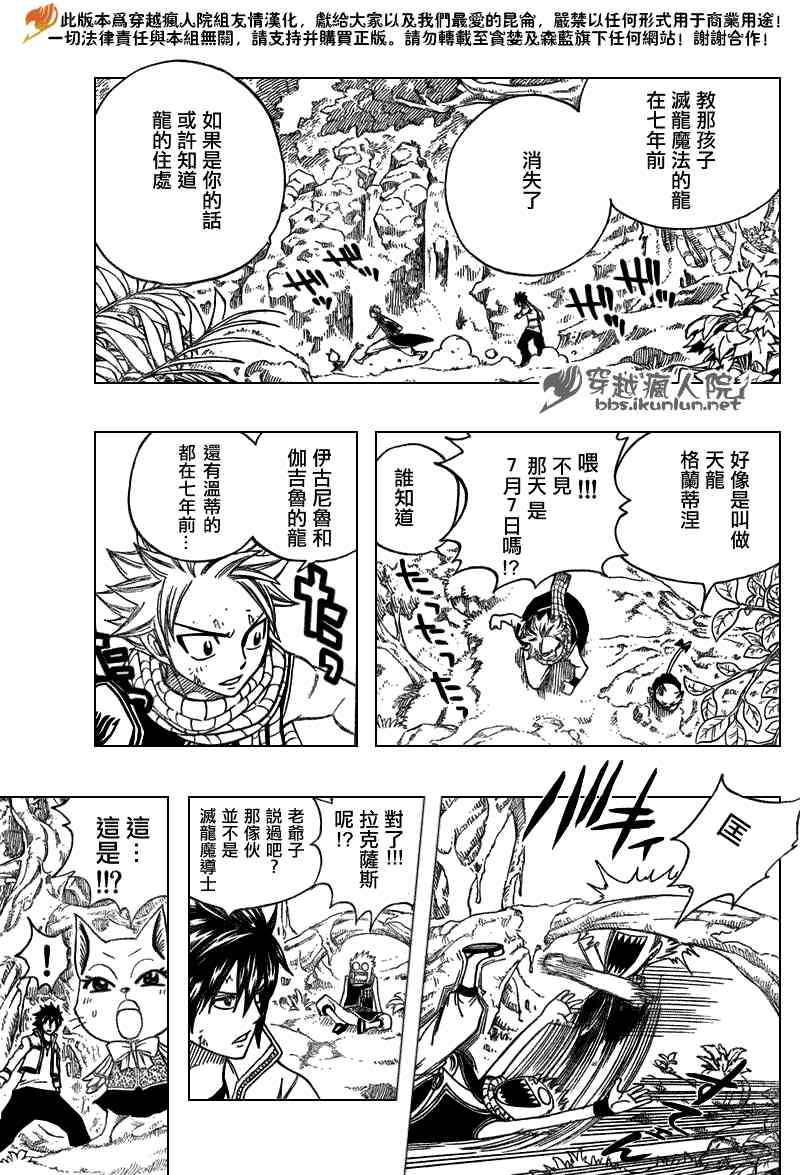 此版本爲穿越瘋人院組友情漢化，獻給大家以及我們最愛的昆侖，嚴禁以任何形式用于商業用途！
一切法律責任與本組無關，請支持并購買正版。請勿轉載至貪婪及森藍旗下任何網站！謝謝合作！
教那孩子
滅龍魔法的龍
在七年前
消失了
如果是你的話
或許知道
龍的住處
穿越瘋人院
bbs.ikunlun.net
好像是叫做
天龍
格蘭蒂涅
喂!!!
不見
那天是
7月7日嗎!?
誰知道
たったったっ
伊古尼魯和
伽吉魯的龍
還有溫蒂的
都在七年前…
匡
對了!!!
拉克薩斯
呢!?
老爺子
說過吧?
那傢伙
並不是
滅龍魔導士
這…
這是!!?
!